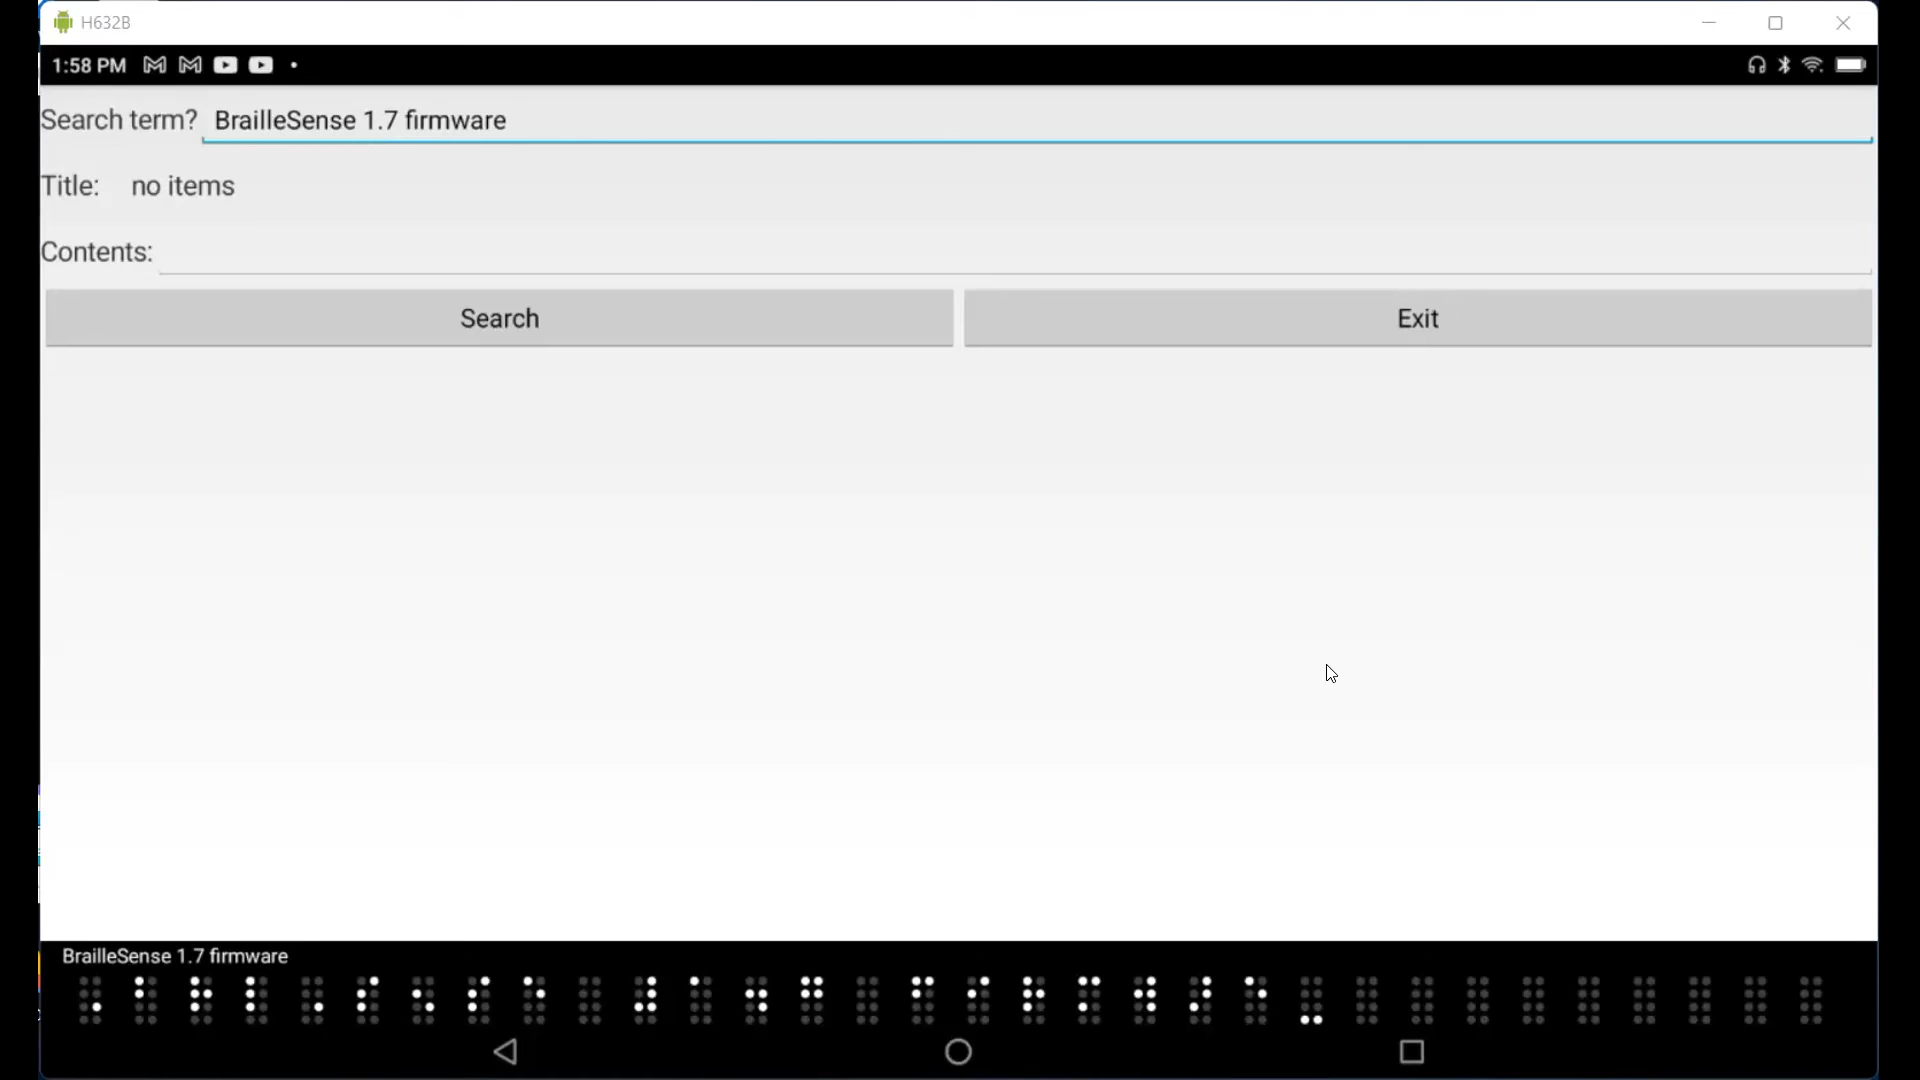 H632B
1:58 PM
Search term? BrailleSense 1.7 firmware
Title: no items
Contents:
Search Exit
BrailleSense 1.7 firmware